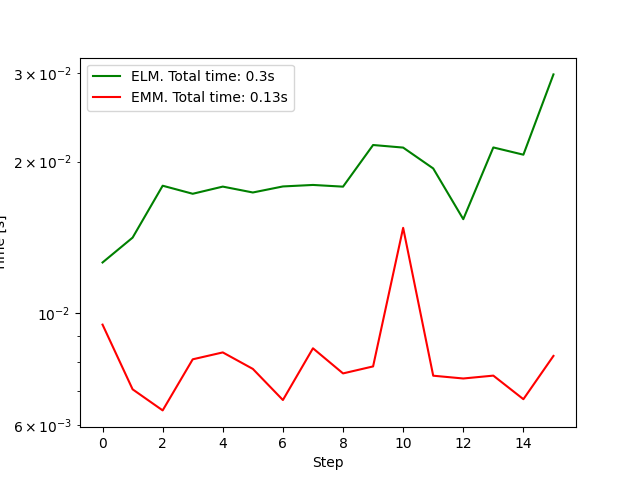 ELM. Total time: 0.3s
EMM. Total time: 0.13s
3 × 10⁻²
2 × 10⁻²
10⁻²
6 × 10⁻³
Time [s]
0 2 4 6 8 10 12 14
Step